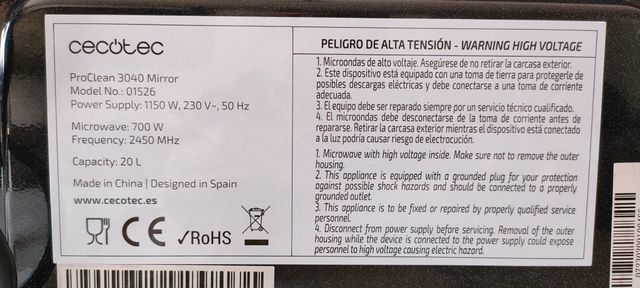 cecotec
ProClean 3040 Mirror
Model No.: 01526
Power Supply: 1150 W, 230 V~, 50 Hz
Microwave: 700 W
Frequency: 2450 MHz
Capacity: 20 L
Made in China | Designed in Spain
www.cecotec.es
CE ✓RoHS
PELIGRO DE ALTA TENSIÓN - WARNING HIGH VOLTAGE
1. Microondas de alto voltaje. Asegúrese de no retirar la carcasa exterior.
2. Este dispositivo está equipado con una toma de tierra para protegerle de
posibles descargas eléctricas y debe conectarse a una toma de corriente
adecuada.
3. El equipo debe ser reparado siempre por un servicio técnico cualificado.
4. El microondas debe desconectarse de la toma de corriente antes de
repararse. Retirar la carcasa exterior mientras el dispositivo está conectado
a la luz podría causar riesgo de electrocución.
1. Microwave with high voltage inside. Make sure not to remove the outer
housing.
2. This appliance is equipped with a grounded plug for your protection
against possible shock hazards and should be connected to a properly
grounded outlet.
3. This appliance is to be fixed or repaired by properly qualified service
personnel.
4. Disconnect from power supply before servicing. Removal of the outer
housing while the device is connected to the power supply could expose
personnel to high voltage causing electric hazard.